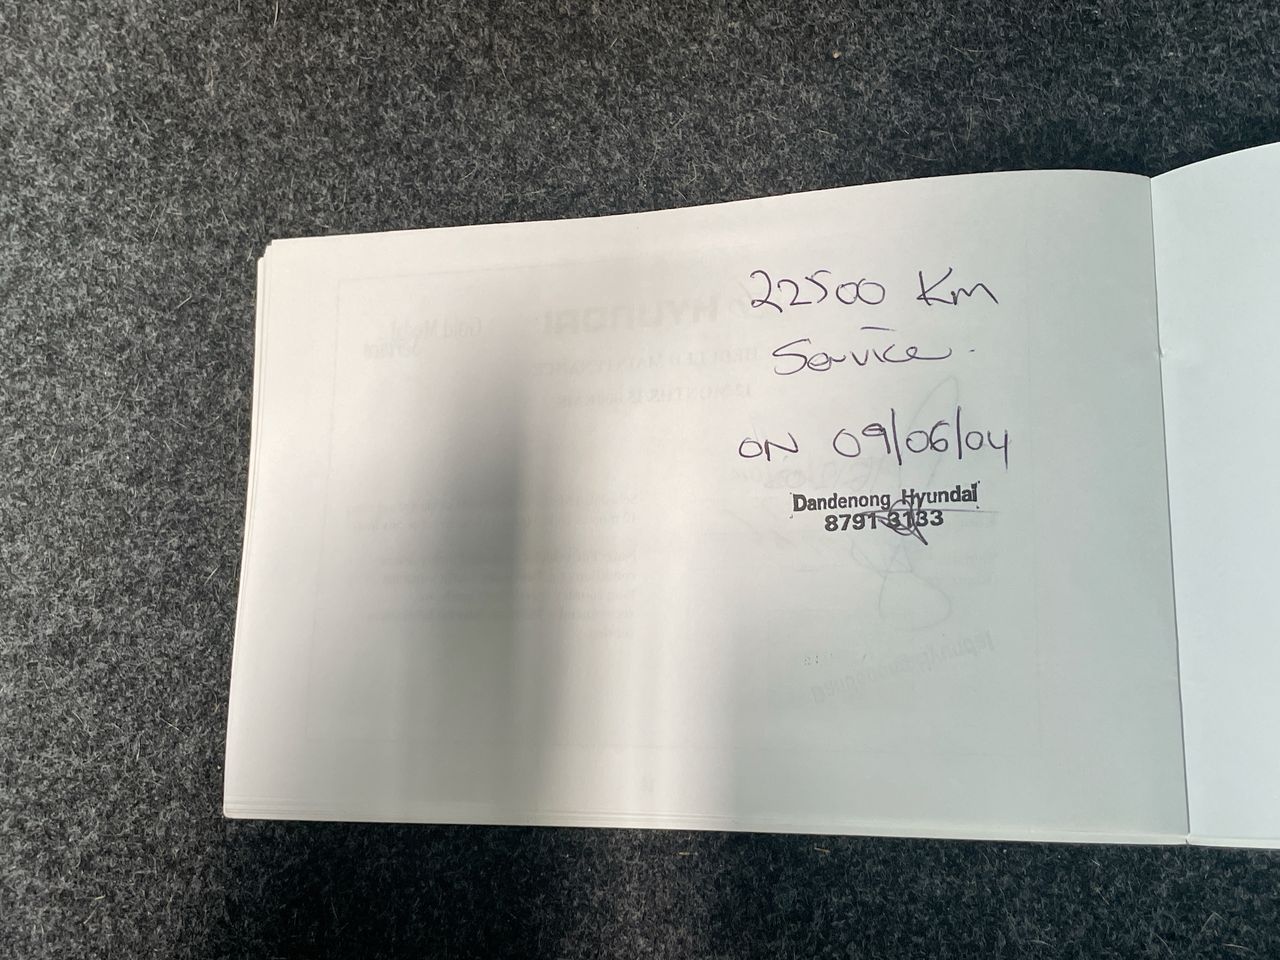 22500 Km
Service.
ON 09/06/04
Dandenong Hyundai
8791 3133